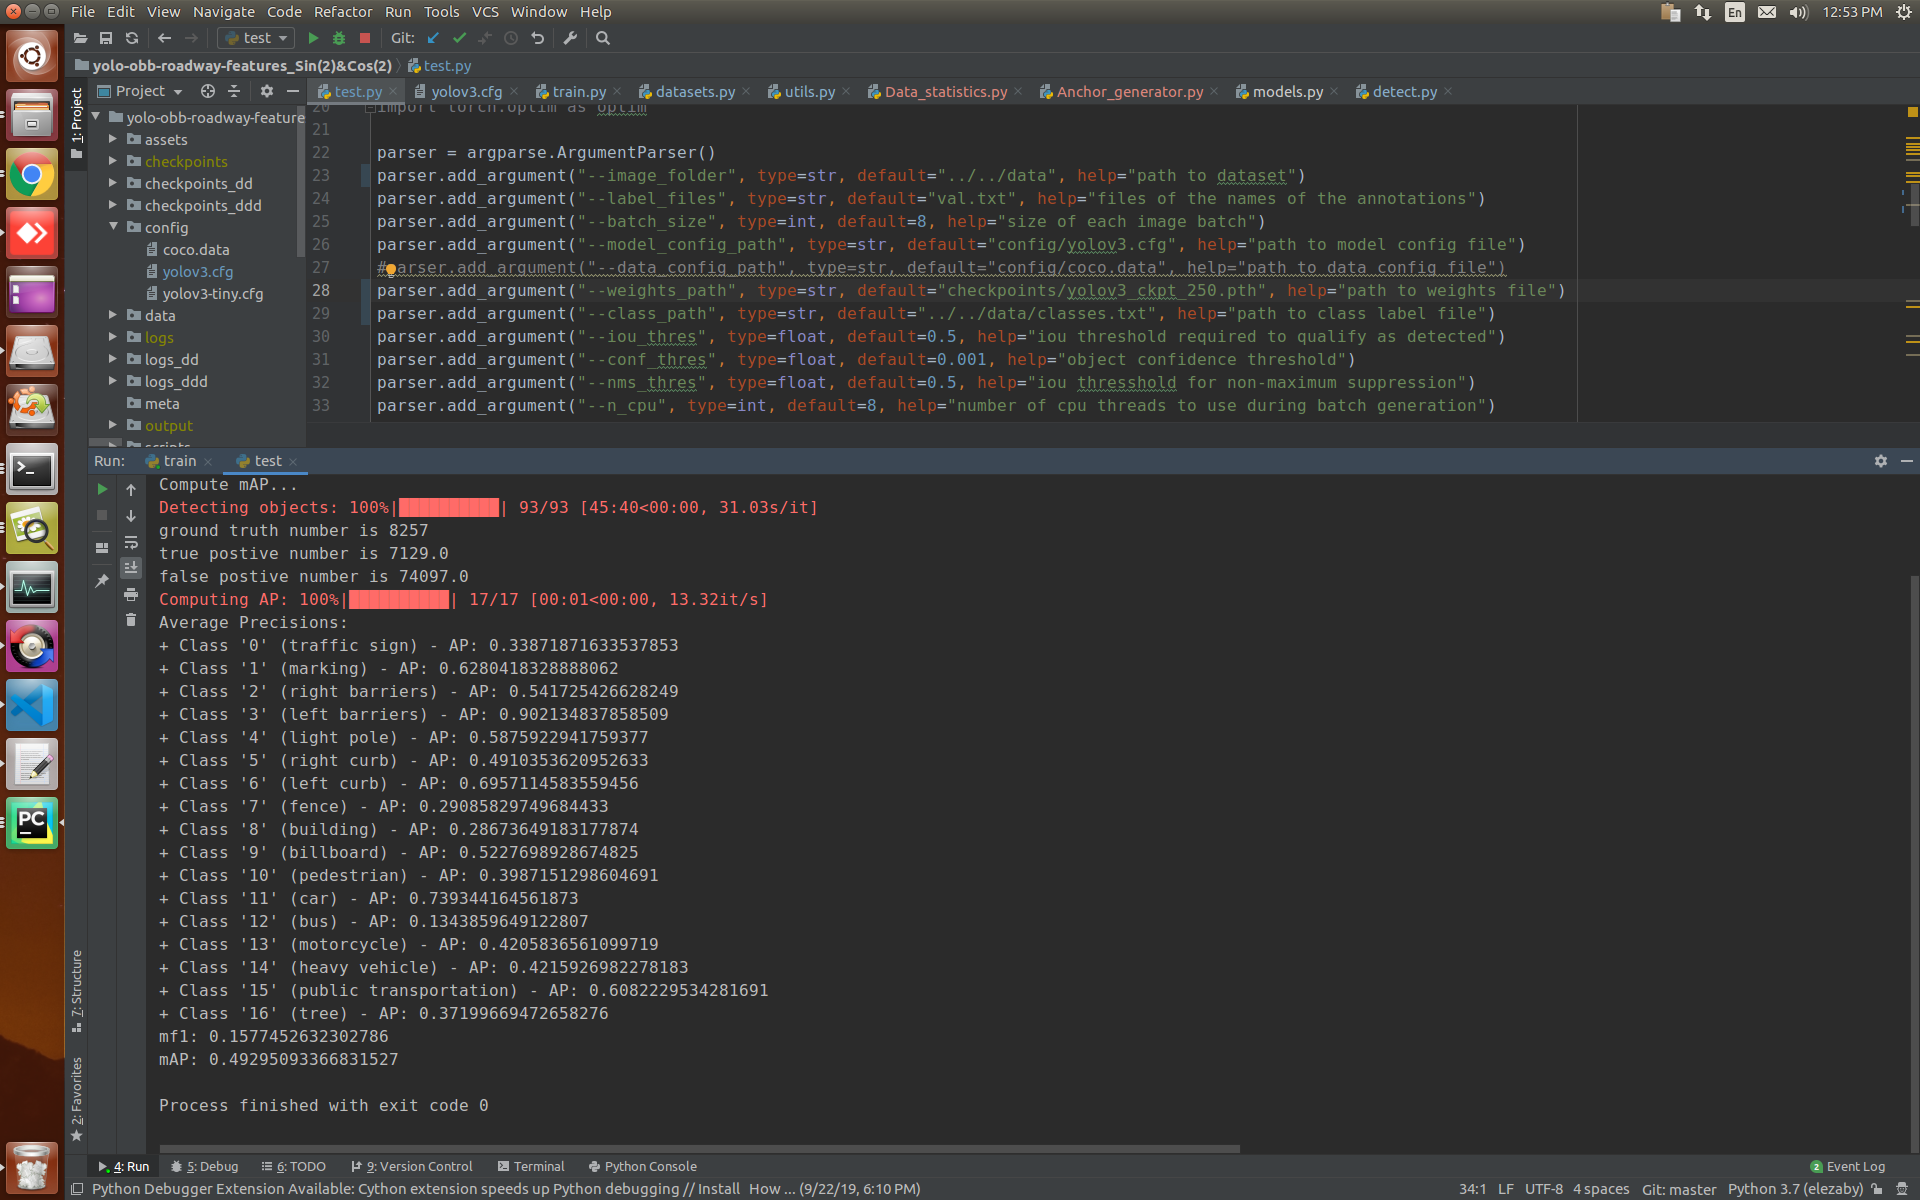 File Edit View Navigate Code Refactor Run Tools VCS Window Help
En 12:53 PM
test Git:
yolo-obb-roadway-features_Sin(2)&Cos(2) test.py
Project
test.py yolov3.cfg train.py datasets.py utils.py Data_statistics.py Anchor_generator.py models.py detect.py
1: Project
yolo-obb-roadway-feature
assets
checkpoints
checkpoints_dd
checkpoints_ddd
config
coco.data
yolov3.cfg
yolov3-tiny.cfg
data
logs
logs_dd
logs_ddd
meta
output
scripts
20 import torch.optim as optim
21
22 parser = argparse.ArgumentParser()
23 parser.add_argument("--image_folder", type=str, default="../../data", help="path to dataset")
24 parser.add_argument("--label_files", type=str, default="val.txt", help="files of the names of the annotations")
25 parser.add_argument("--batch_size", type=int, default=8, help="size of each image batch")
26 parser.add_argument("--model_config_path", type=str, default="config/yolov3.cfg", help="path to model config file")
27 #parser.add_argument("--data_config_path", type=str, default="config/coco.data", help="path to data config file")
28 parser.add_argument("--weights_path", type=str, default="checkpoints/yolov3_ckpt_250.pth", help="path to weights file")
29 parser.add_argument("--class_path", type=str, default="../../data/classes.txt", help="path to class label file")
30 parser.add_argument("--iou_thres", type=float, default=0.5, help="iou threshold required to qualify as detected")
31 parser.add_argument("--conf_thres", type=float, default=0.001, help="object confidence threshold")
32 parser.add_argument("--nms_thres", type=float, default=0.5, help="iou thresshold for non-maximum suppression")
33 parser.add_argument("--n_cpu", type=int, default=8, help="number of cpu threads to use during batch generation")
Run: train test
Compute mAP...
Detecting objects: 100%|██████████| 93/93 [45:40<00:00, 31.03s/it]
ground truth number is 8257
true postive number is 7129.0
false postive number is 74097.0
Computing AP: 100%|██████████| 17/17 [00:01<00:00, 13.32it/s]
Average Precisions:
+ Class '0' (traffic sign) - AP: 0.33871871633537853
+ Class '1' (marking) - AP: 0.6280418328888062
+ Class '2' (right barriers) - AP: 0.541725426628249
+ Class '3' (left barriers) - AP: 0.902134837858509
+ Class '4' (light pole) - AP: 0.5875922941759377
+ Class '5' (right curb) - AP: 0.4910353620952633
+ Class '6' (left curb) - AP: 0.6957114583559456
+ Class '7' (fence) - AP: 0.29085829749684433
+ Class '8' (building) - AP: 0.28673649183177874
+ Class '9' (billboard) - AP: 0.5227698928674825
+ Class '10' (pedestrian) - AP: 0.3987151298604691
+ Class '11' (car) - AP: 0.739344164561873
+ Class '12' (bus) - AP: 0.1343859649122807
+ Class '13' (motorcycle) - AP: 0.4205836561099719
+ Class '14' (heavy vehicle) - AP: 0.4215926982278183
+ Class '15' (public transportation) - AP: 0.6082229534281691
+ Class '16' (tree) - AP: 0.37199669472658276
mf1: 0.1577452632302786
mAP: 0.49295093366831527
Process finished with exit code 0
7: Structure
2: Favorites
PC
4: Run 5: Debug 6: TODO 9: Version Control Terminal Python Console 2 Event Log
Python Debugger Extension Available: Cython extension speeds up Python debugging // Install How ... (9/22/19, 6:10 PM) 34:1 LF UTF-8 4 spaces Git: master Python 3.7 (elezaby)